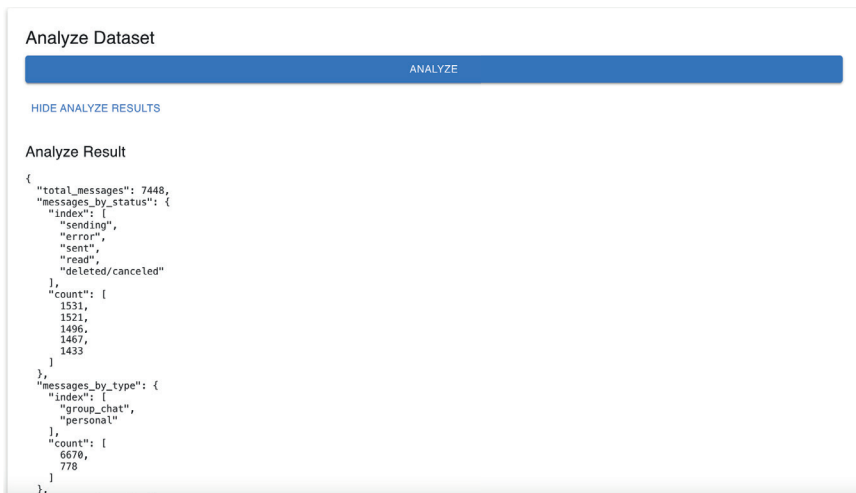 Analyze Dataset
ANALYZE
HIDE ANALYZE RESULTS
Analyze Result
{
  "total_messages": 7448,
  "messages_by_status": {
    "index": [
      "sending",
      "error",
      "sent",
      "read",
      "deleted/canceled"
    ],
    "count": [
      1531,
      1521,
      1496,
      1467,
      1433
    ]
  },
  "messages_by_type": {
    "index": [
      "group_chat",
      "personal"
    ],
    "count": [
      6670,
      778
    ]
  },